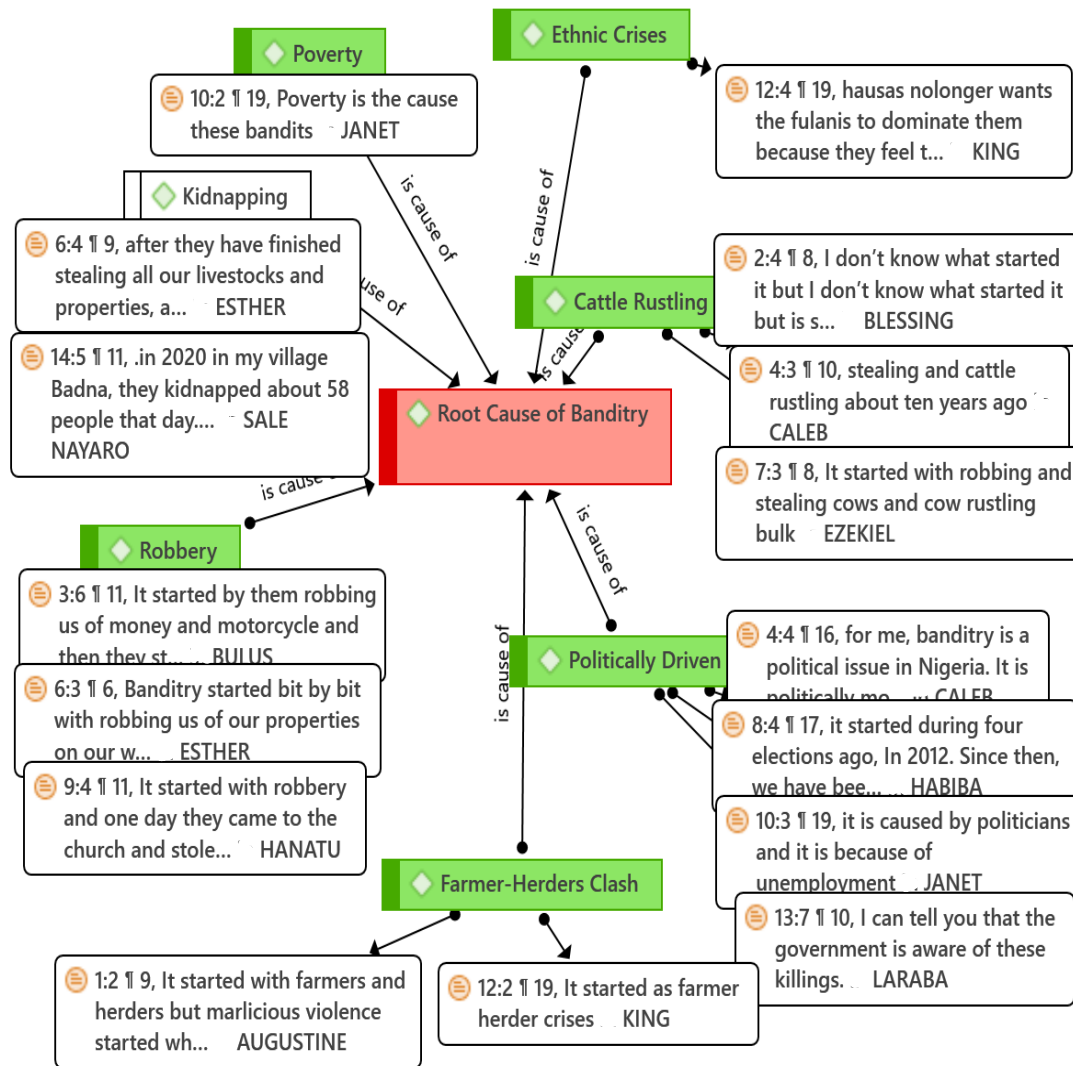 Poverty
10:2 ¶ 19, Poverty is the cause
these bandits JANET
Ethnic Crises
12:4 ¶ 19, hausas nolonger wants
the fulanis to dominate them
because they feel t... KING
is cause of
is cause of
Kidnapping
6:4 ¶ 9, after they have finished
stealing all our livestocks and
properties, a... ESTHER
cause of
14:5 ¶ 11, .in 2020 in my village
Badna, they kidnapped about 58
people that day.... SALE
NAYARO
Cattle Rustling
is cause
2:4 ¶ 8, I don't know what started
it but I don't know what started it
but is s... BLESSING
4:3 ¶ 10, stealing and cattle
rustling about ten years ago
CALEB
7:3 ¶ 8, It started with robbing and
stealing cows and cow rustling
bulk EZEKIEL
Root Cause of Banditry
is cause
Robbery
3:6 ¶ 11, It started by them robbing
us of money and motorcycle and
then they st... BULUS
6:3 ¶ 6, Banditry started bit by bit
with robbing us of our properties
on our w... ESTHER
9:4 ¶ 11, It started with robbery
and one day they came to the
church and stole... HANATU
is cause of
is cause of
Politically Driven
4:4 ¶ 16, for me, banditry is a
political issue in Nigeria. It is
politically mo... CALEB
8:4 ¶ 17, it started during four
elections ago, In 2012. Since then,
we have bee... HABIBA
10:3 ¶ 19, it is caused by politicians
and it is because of
unemployment JANET
13:7 ¶ 10, I can tell you that the
government is aware of these
killings. LARABA
Farmer-Herders Clash
1:2 ¶ 9, It started with farmers and
herders but marlicious violence
started wh... AUGUSTINE
12:2 ¶ 19, It started as farmer
herder crises KING